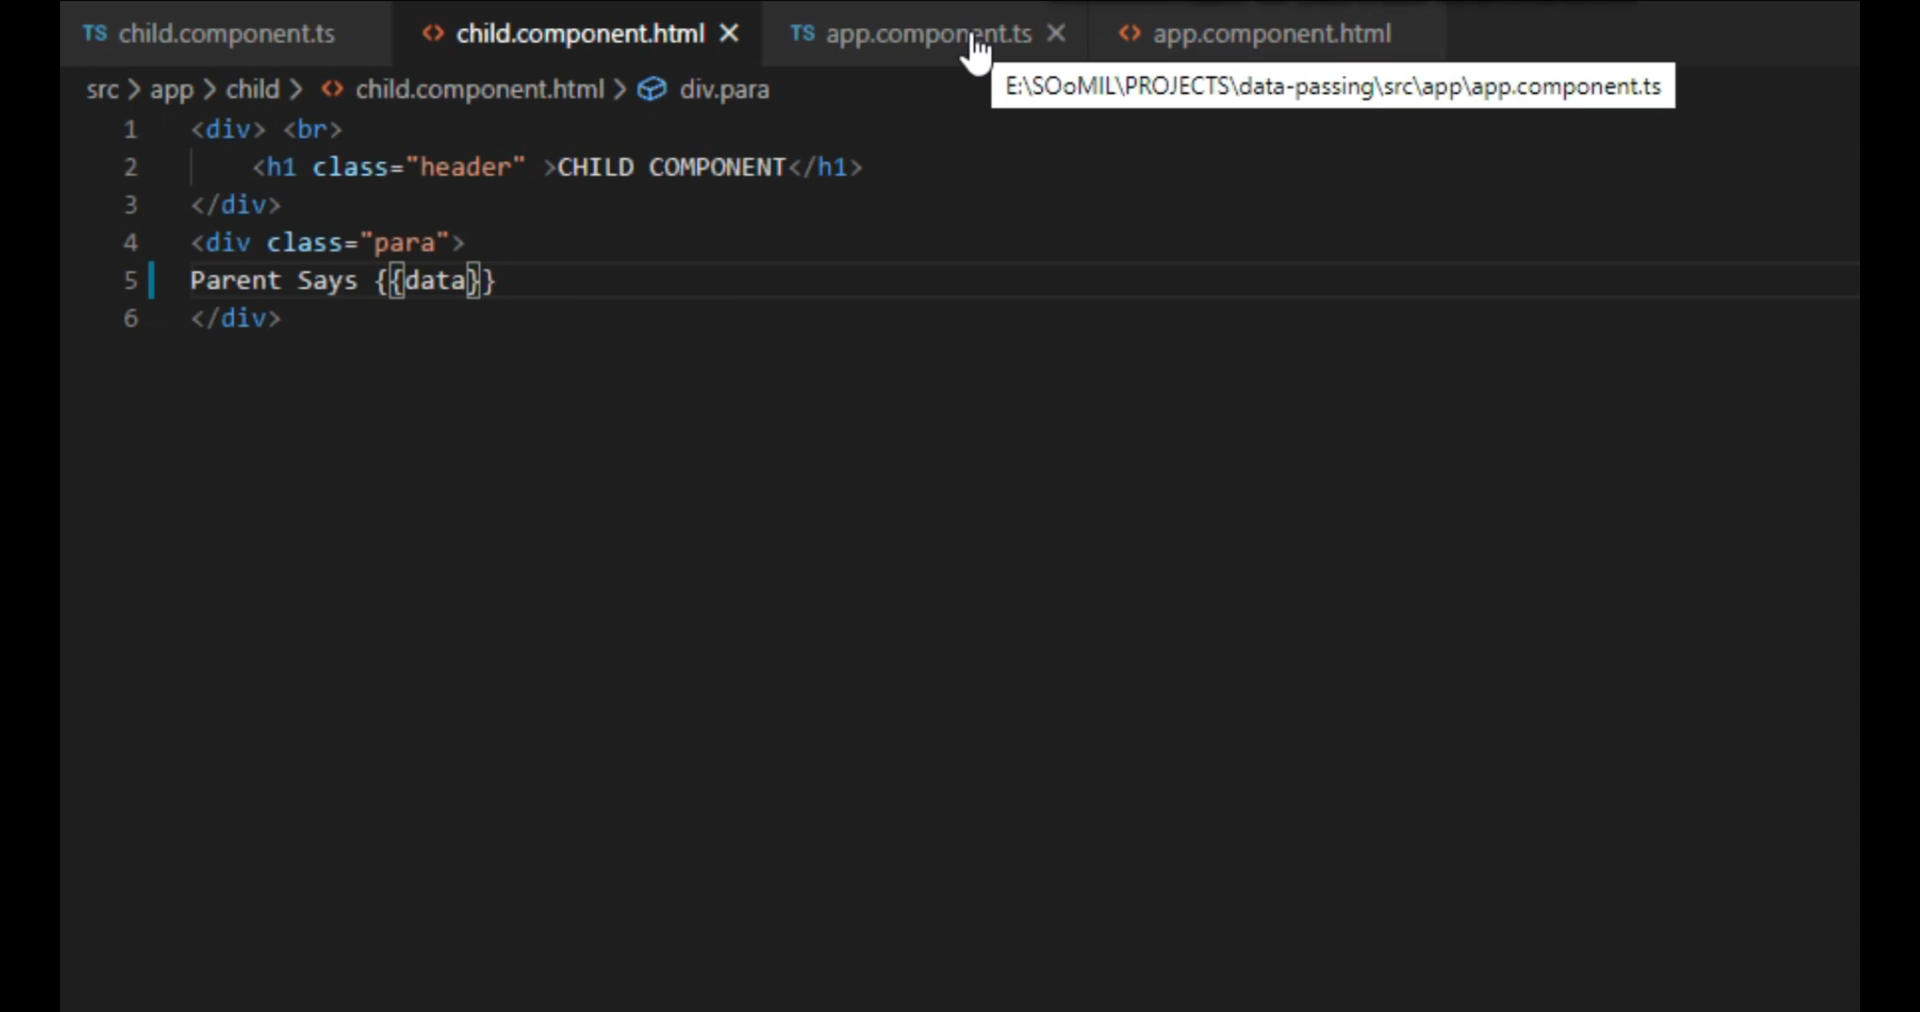 TS child.component.ts <> child.component.html × TS app.component.ts × <> app.component.html
E:\SOoMIL\PROJECTS\data-passing\src\app\app.component.ts
src > app > child > <> child.component.html > div.para
1 <div> <br>
2 <h1 class="header" >CHILD COMPONENT</h1>
3 </div>
4 <div class="para">
5 Parent Says {{data}}
6 </div>